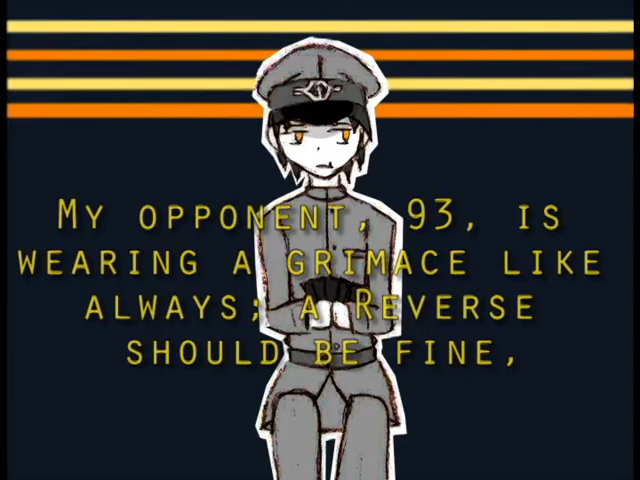 My opponent, 93, is
wearing a grimace like
always; a Reverse
should be fine,